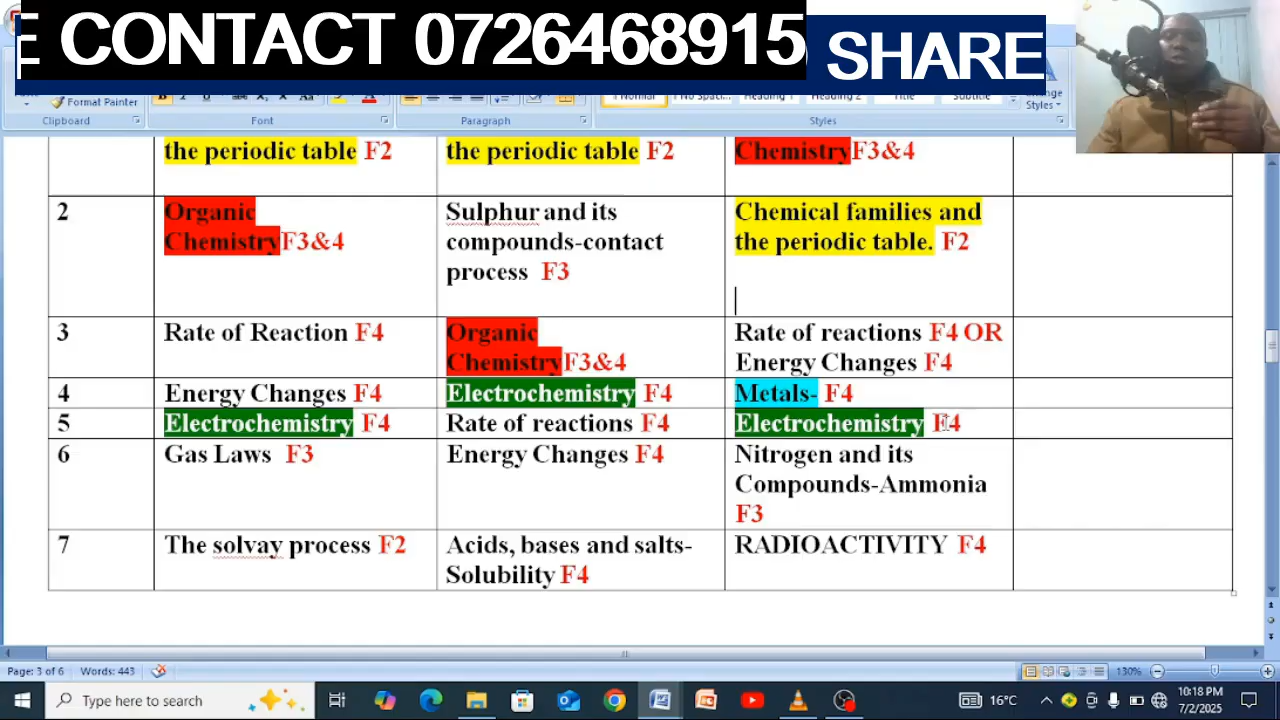 CONTACT 0726468915
SHARE
Format Painter
Clipboard
Font
Paragraph
Normal
No Spaci...
Heading 1
Heading 2
Title
Subtitle
Change
Styles
Styles
the periodic table F2
the periodic table F2
ChemistryF3&4
2
Organic
ChemistryF3&4
Sulphur and its
compounds-contact
process F3
Chemical families and
the periodic table. F2
3
Rate of Reaction F4
Organic
ChemistryF3&4
Rate of reactions F4 OR
Energy Changes F4
4
Energy Changes F4
Electrochemistry F4
Metals- F4
5
Electrochemistry F4
Rate of reactions F4
Electrochemistry F4
6
Gas Laws F3
Energy Changes F4
Nitrogen and its
Compounds-Ammonia
F3
7
The solvay process F2
Acids, bases and salts-
Solubility F4
RADIOACTIVITY F4
Page: 3 of 6
Words: 443
130%
Type here to search
16°C
10:18 PM
7/2/2025